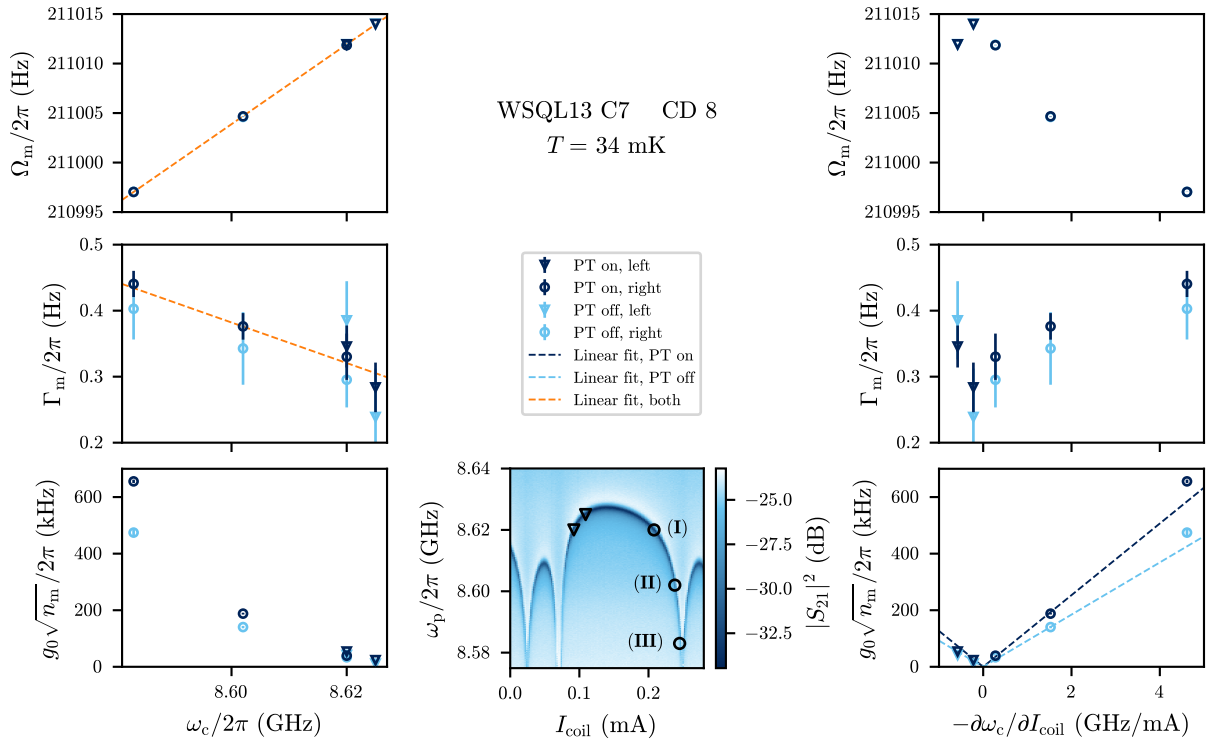 211015
211010
211005
211000
210995
Ωm/2π (Hz)
WSQL13 C7 CD 8
T = 34 mK
211015
211010
211005
211000
210995
Ωm/2π (Hz)
0.5
0.4
0.3
0.2
Γm/2π (Hz)
PT on, left
PT on, right
PT off, left
PT off, right
Linear fit, PT on
Linear fit, PT off
Linear fit, both
0.5
0.4
0.3
0.2
Γm/2π (Hz)
600
400
200
0
g0√nm/2π (kHz)
8.60
8.62
ωc/2π (GHz)
8.64
8.62
8.60
8.58
ωp/2π (GHz)
(I)
(II)
(III)
0.0
0.1
0.2
Icoil (mA)
−25.0
−27.5
−30.0
−32.5
|S21|² (dB)
600
400
200
0
g0√nm/2π (kHz)
0
2
4
−∂ωc/∂Icoil (GHz/mA)